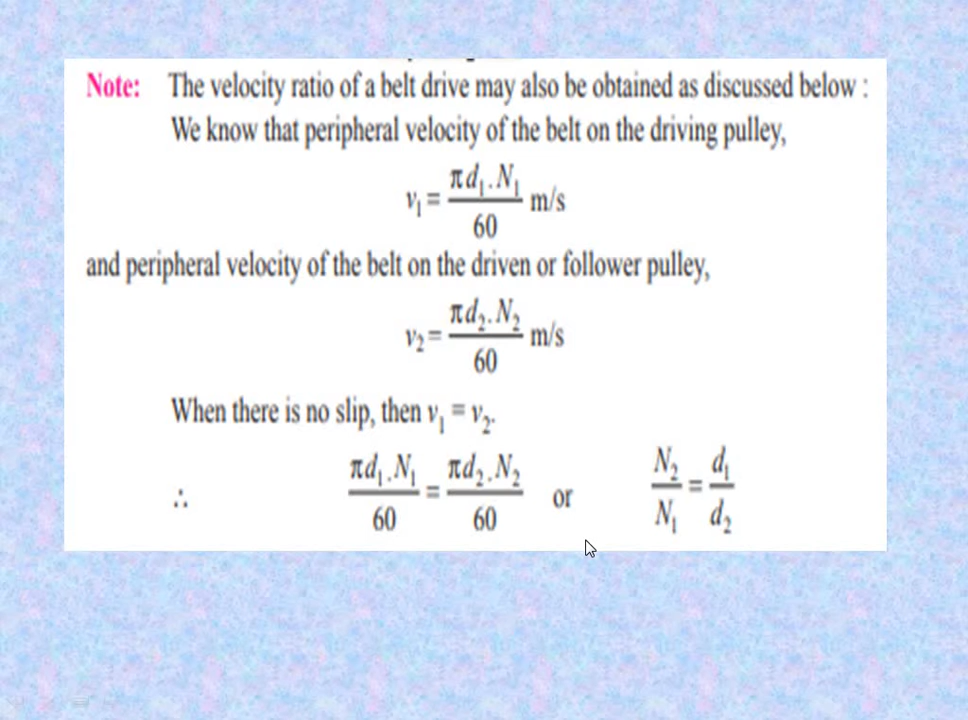 Note: The velocity ratio of a belt drive may also be obtained as discussed below :
We know that peripheral velocity of the belt on the driving pulley,
v₁ = πd₁.N₁ / 60 m/s
and peripheral velocity of the belt on the driven or follower pulley,
v₂ = πd₂.N₂ / 60 m/s
When there is no slip, then v₁ = v₂.
∴ πd₁.N₁ / 60 = πd₂.N₂ / 60 or N₂ / N₁ = d₁ / d₂